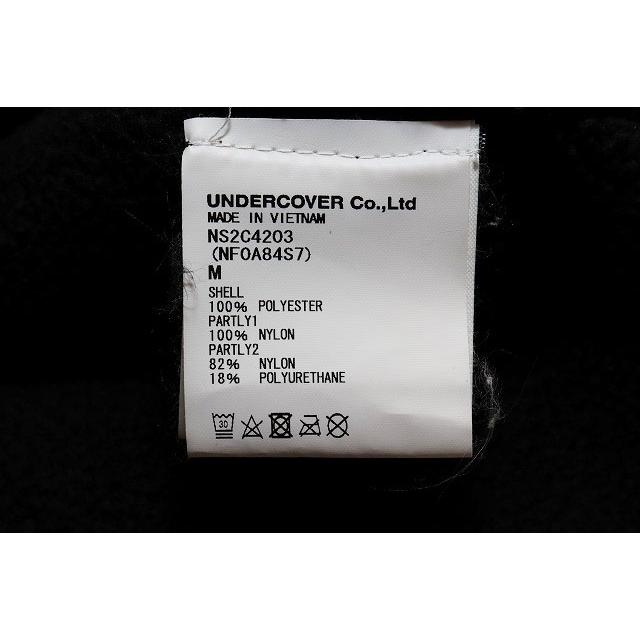 UNDERCOVER Co.,Ltd
MADE IN VIETNAM
NS2C4203
(NF0A84S7)
M
SHELL
100% POLYESTER
PARTLY1
100% NYLON
PARTLY2
82% NYLON
18% POLYURETHANE
30